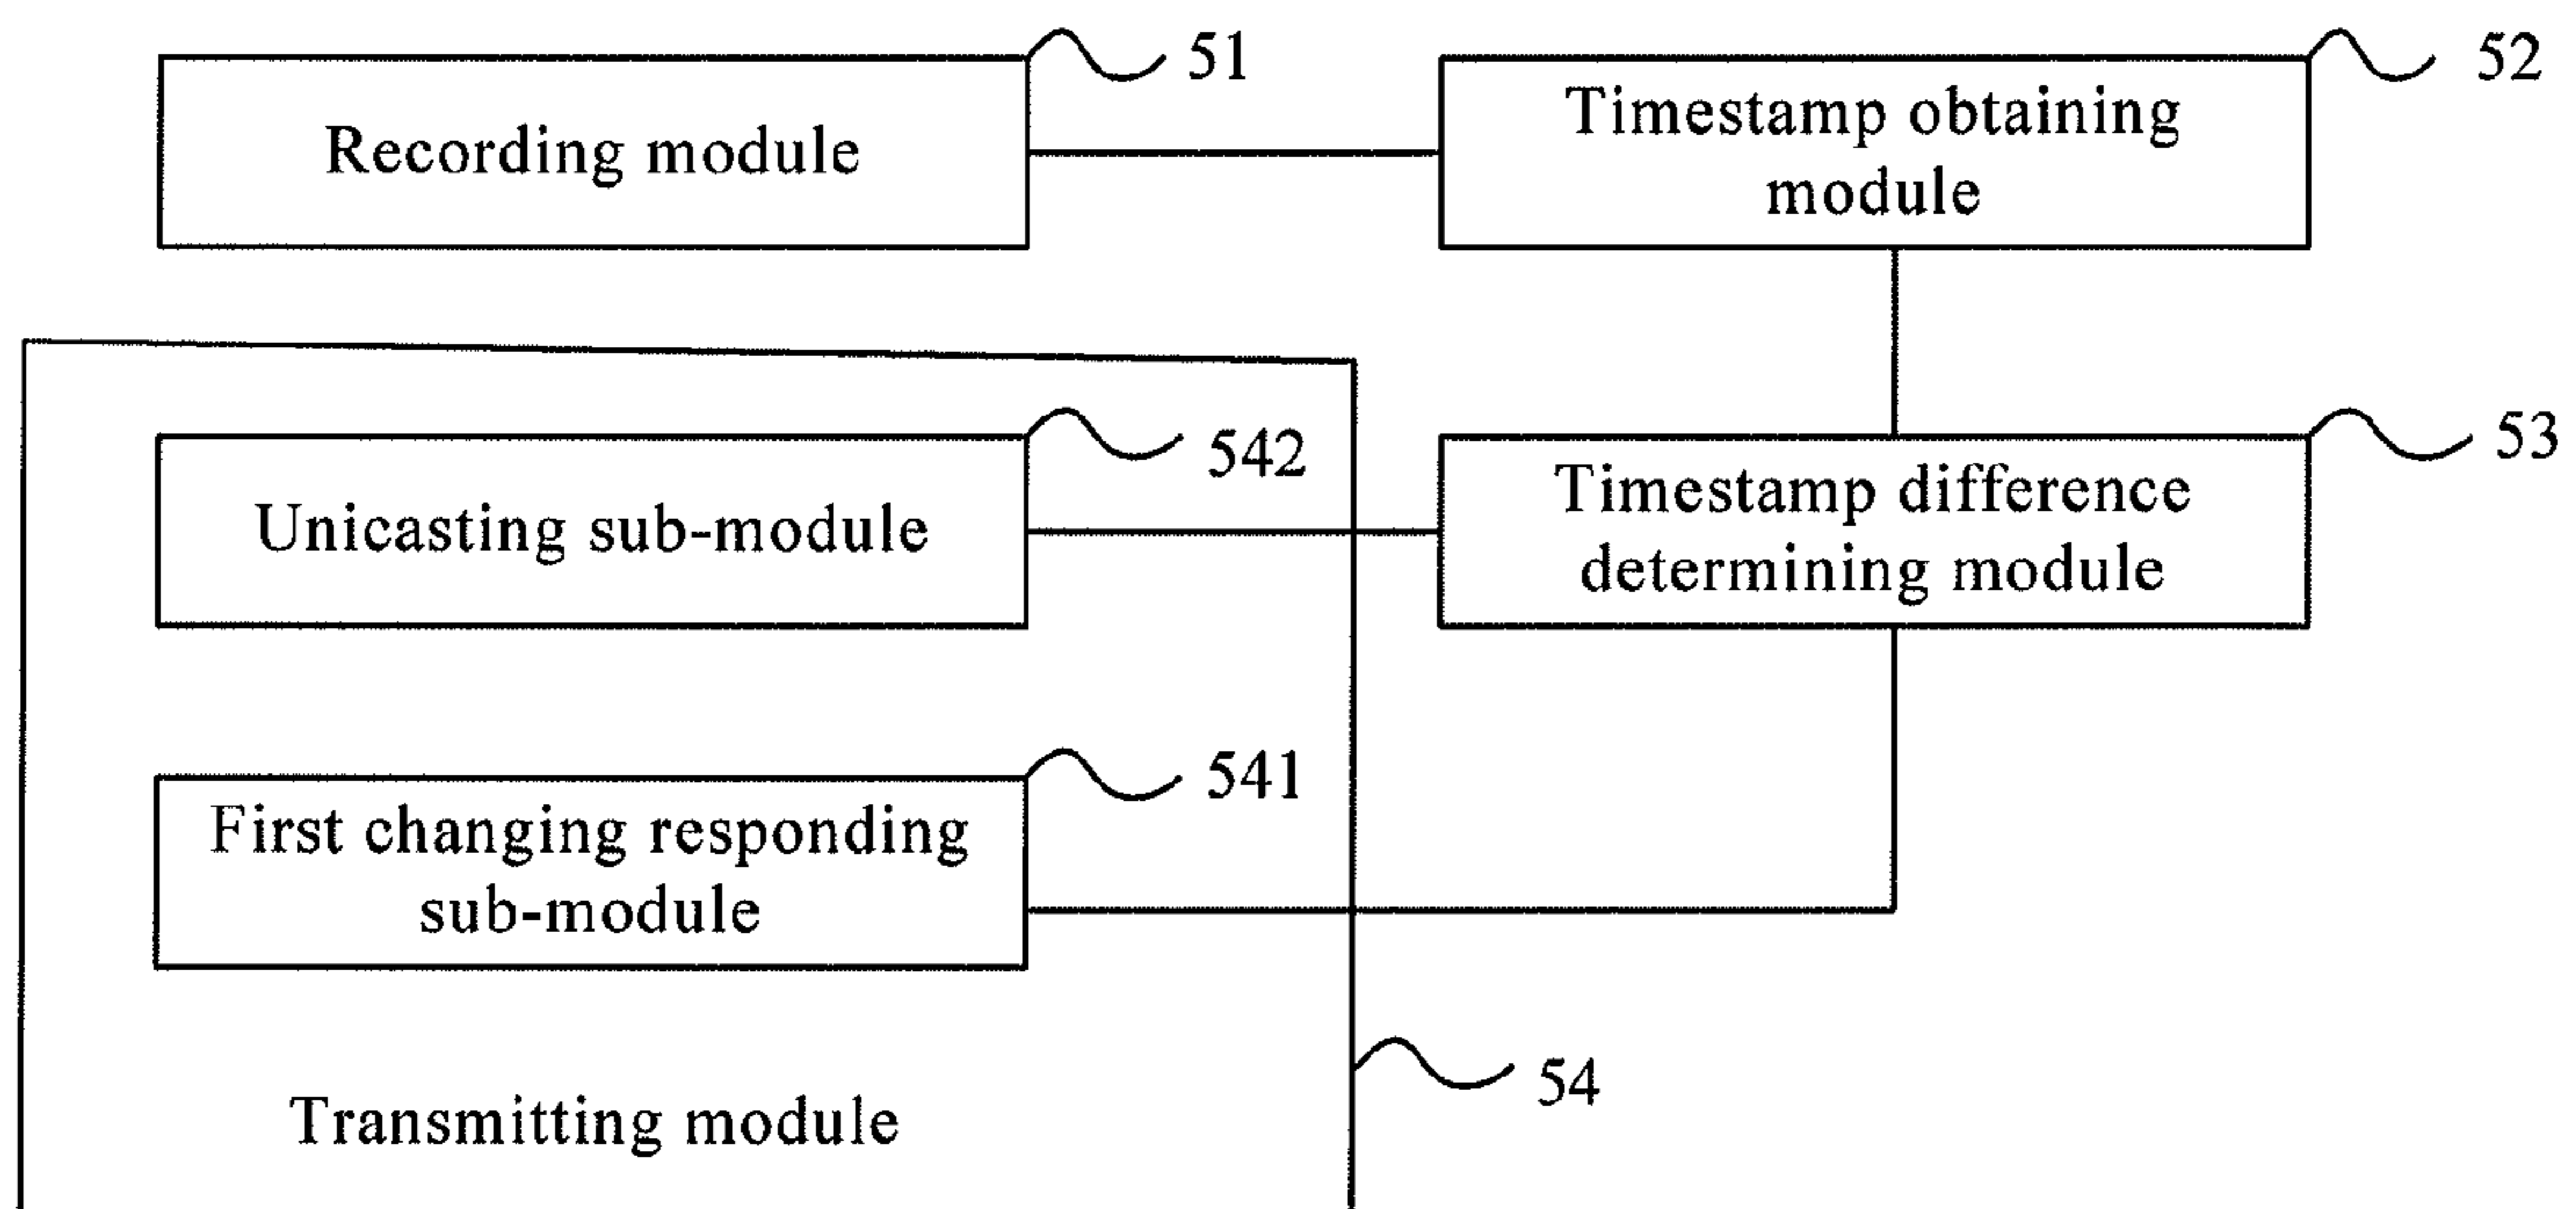 51
Recording module
52
Timestamp obtaining
module
542
Unicasting sub-module
53
Timestamp difference
determining module
541
First changing responding
sub-module
54
Transmitting module